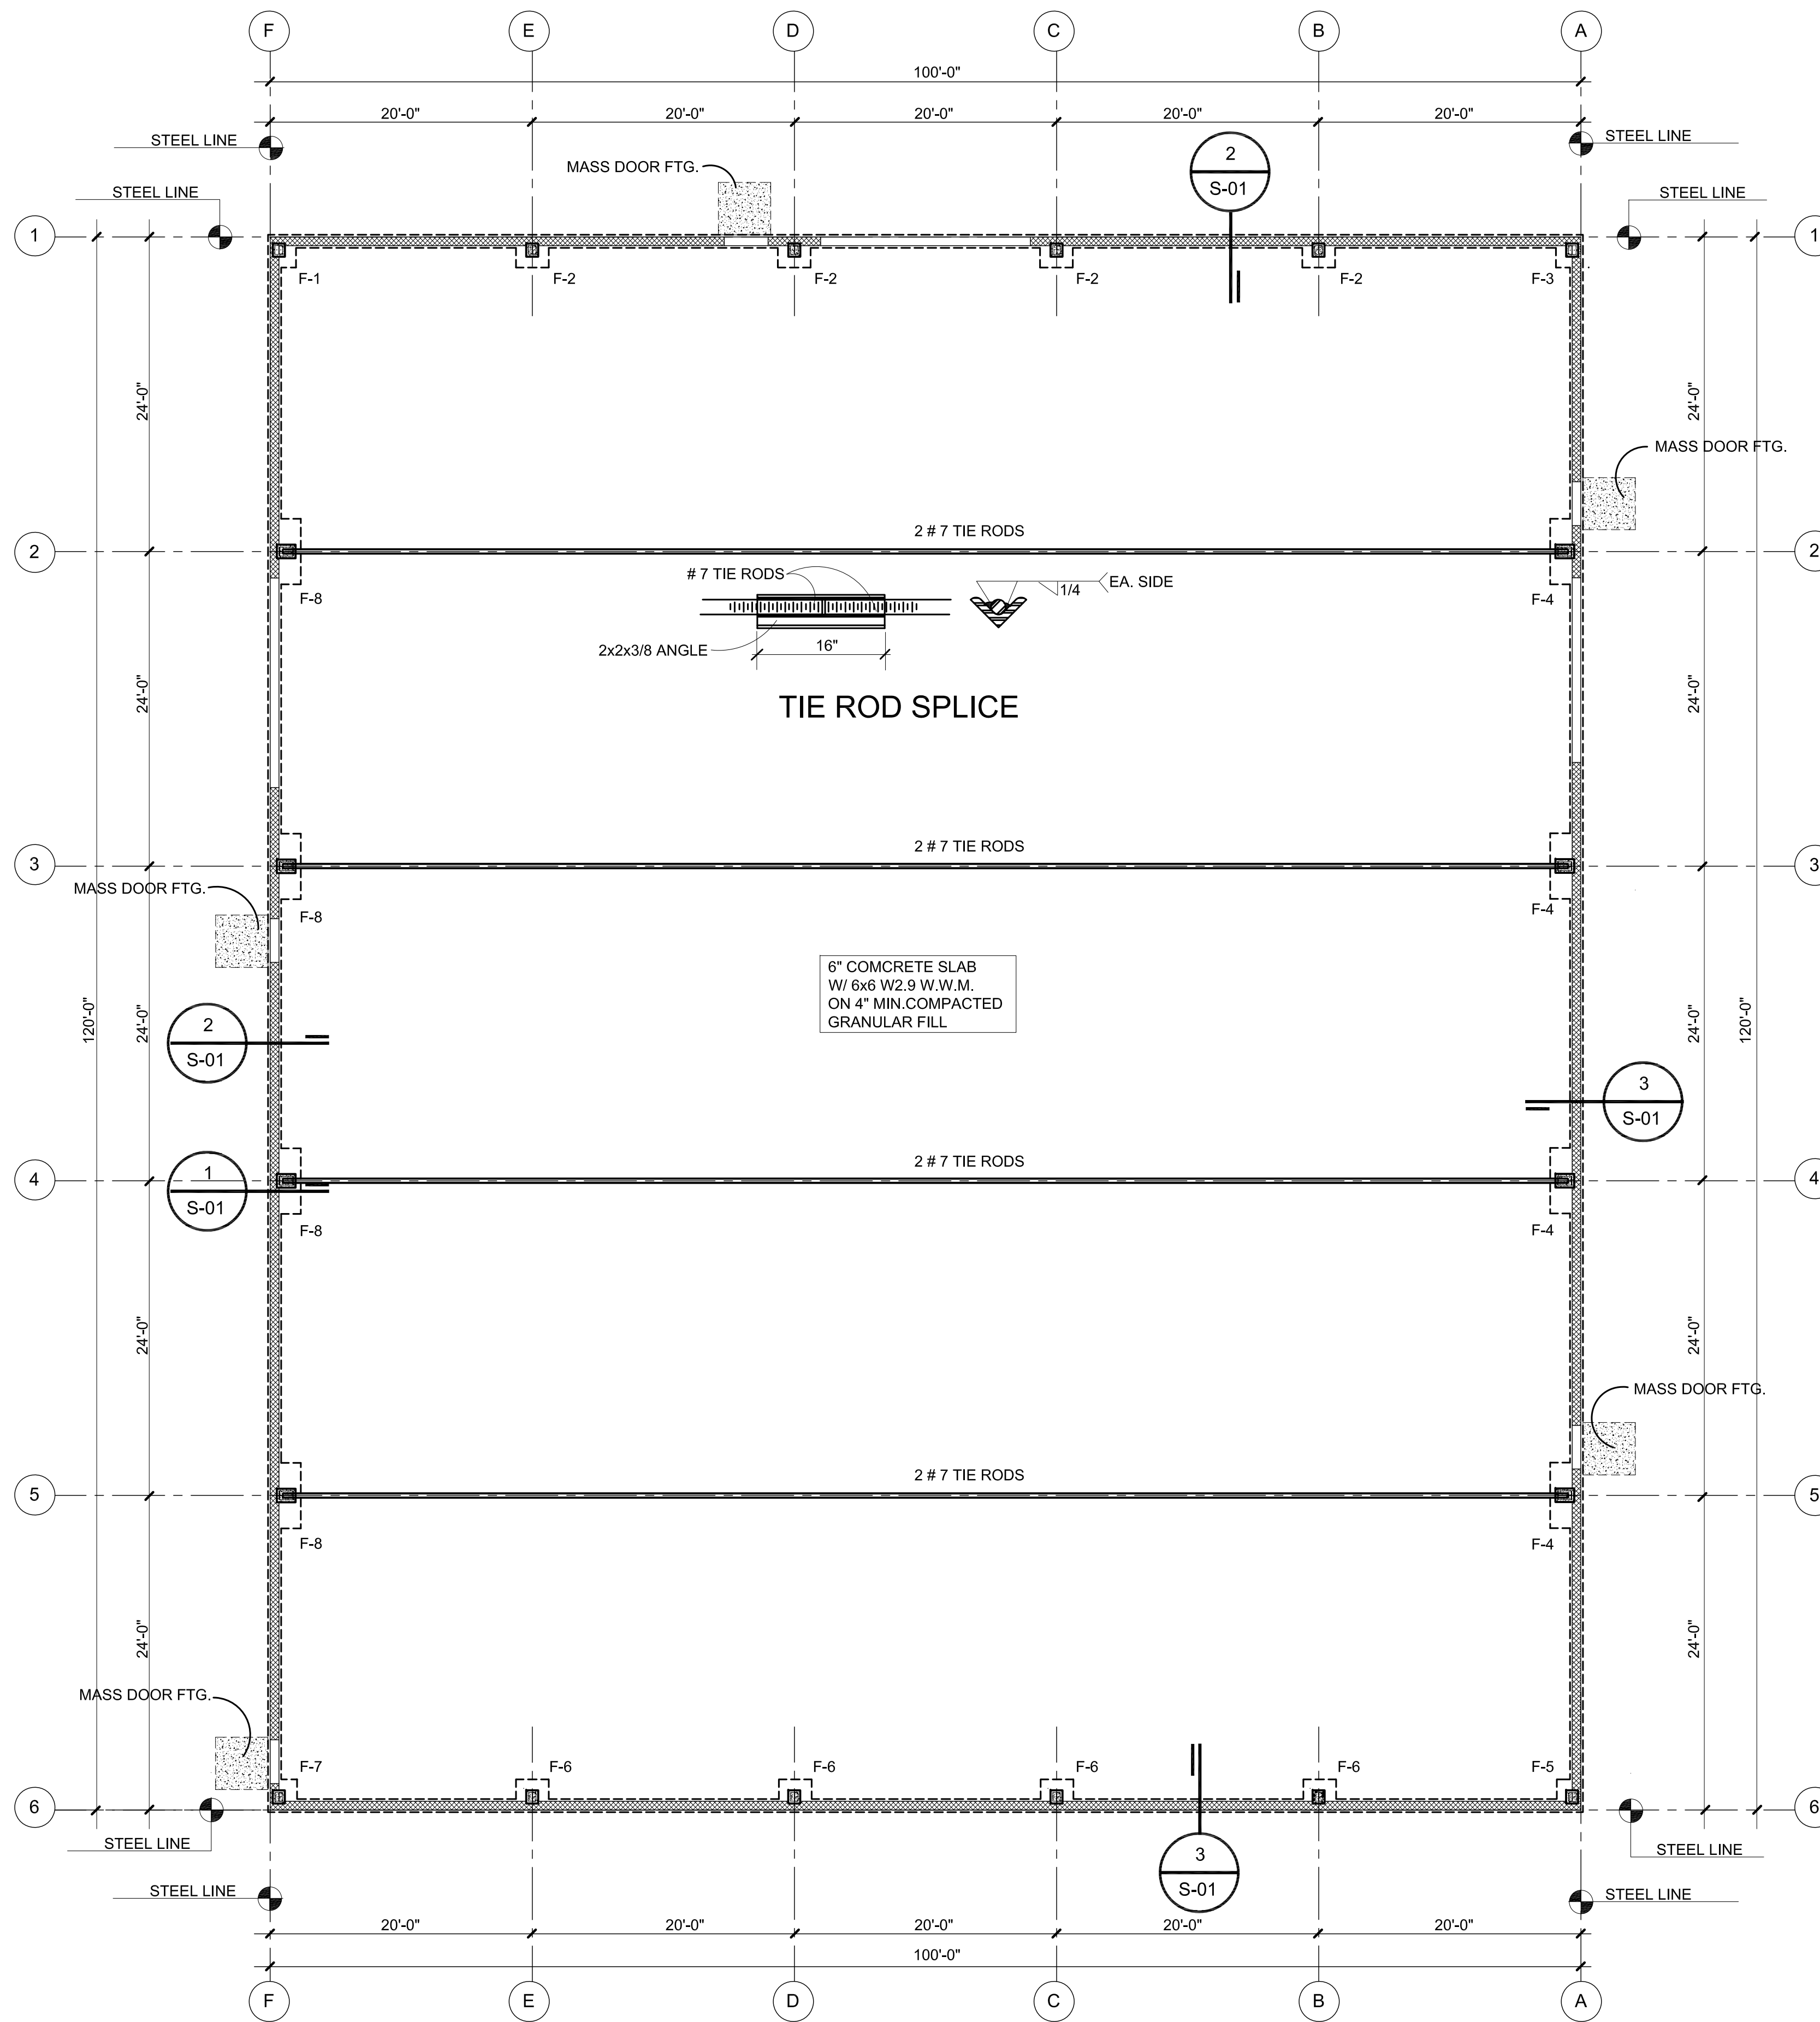 F
E
D
C
B
A
100'-0"
20'-0"
20'-0"
20'-0"
20'-0"
20'-0"
STEEL LINE
STEEL LINE
MASS DOOR FTG.
2
S-01
STEEL LINE
STEEL LINE
1
1
F-1
F-2
F-2
F-2
F-2
F-3
24'-0"
24'-0"
MASS DOOR FTG.
2 # 7 TIE RODS
2
2
# 7 TIE RODS
1/4
EA. SIDE
F-8
F-4
2x2x3/8 ANGLE
16"
24'-0"
24'-0"
TIE ROD SPLICE
2 # 7 TIE RODS
3
3
MASS DOOR FTG.
F-8
F-4
6" COMCRETE SLAB
W/ 6x6 W2.9 W.W.M.
ON 4" MIN.COMPACTED
GRANULAR FILL
120'-0"
24'-0"
24'-0"
120'-0"
2
S-01
3
S-01
2 # 7 TIE RODS
4
4
1
S-01
F-8
F-4
24'-0"
24'-0"
MASS DOOR FTG.
2 # 7 TIE RODS
5
5
F-8
F-4
24'-0"
24'-0"
MASS DOOR FTG.
F-7
F-6
F-6
F-6
F-6
F-5
6
6
STEEL LINE
STEEL LINE
3
S-01
STEEL LINE
STEEL LINE
20'-0"
20'-0"
20'-0"
20'-0"
20'-0"
100'-0"
F
E
D
C
B
A